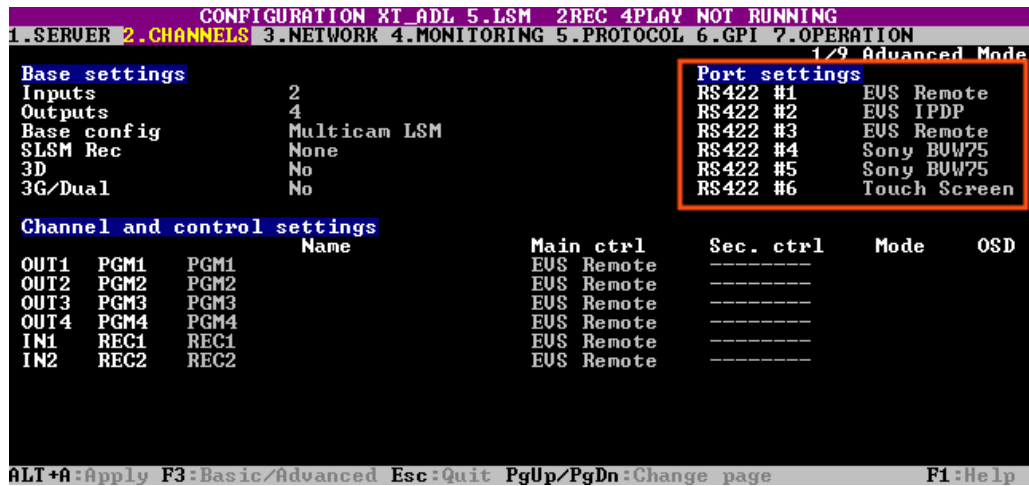 CONFIGURATION XT_ADL 5.LSM 2REC 4PLAY NOT RUNNING
1.SERVER 2.CHANNELS 3.NETWORK 4.MONITORING 5.PROTOCOL 6.GPI 7.OPERATION
1/9 Advanced Mode
Base settings
Inputs 2
Outputs 4
Base config Multicam LSM
SLSM Rec None
3D No
3G/Dual No
Port settings
RS422 #1 EVS Remote
RS422 #2 EVS IPDP
RS422 #3 EVS Remote
RS422 #4 Sony BVW75
RS422 #5 Sony BVW75
RS422 #6 Touch Screen
Channel and control settings
Name Main ctrl Sec. ctrl Mode OSD
OUT1 PGM1 PGM1 EVS Remote --------
OUT2 PGM2 PGM2 EVS Remote --------
OUT3 PGM3 PGM3 EVS Remote --------
OUT4 PGM4 PGM4 EVS Remote --------
IN1 REC1 REC1 EVS Remote --------
IN2 REC2 REC2 EVS Remote --------
ALT+A:Apply F3:Basic/Advanced Esc:Quit PgUp/PgDn:Change page F1:Help